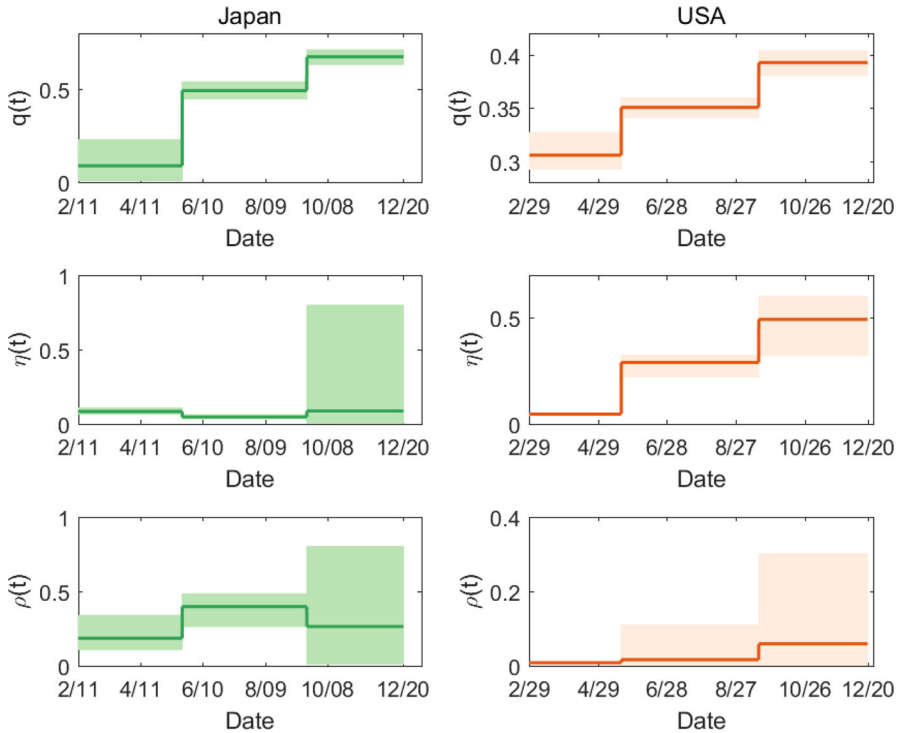 Japan
q(t)
0.5
0
2/11 4/11 6/10 8/09 10/08 12/20
Date
USA
q(t)
0.4
0.35
0.3
2/29 4/29 6/28 8/27 10/26 12/20
Date
η(t)
1
0.5
0
2/11 4/11 6/10 8/09 10/08 12/20
Date
η(t)
0.5
0
2/29 4/29 6/28 8/27 10/26 12/20
Date
ρ(t)
1
0.5
0
2/11 4/11 6/10 8/09 10/08 12/20
Date
ρ(t)
0.4
0.2
0
2/29 4/29 6/28 8/27 10/26 12/20
Date